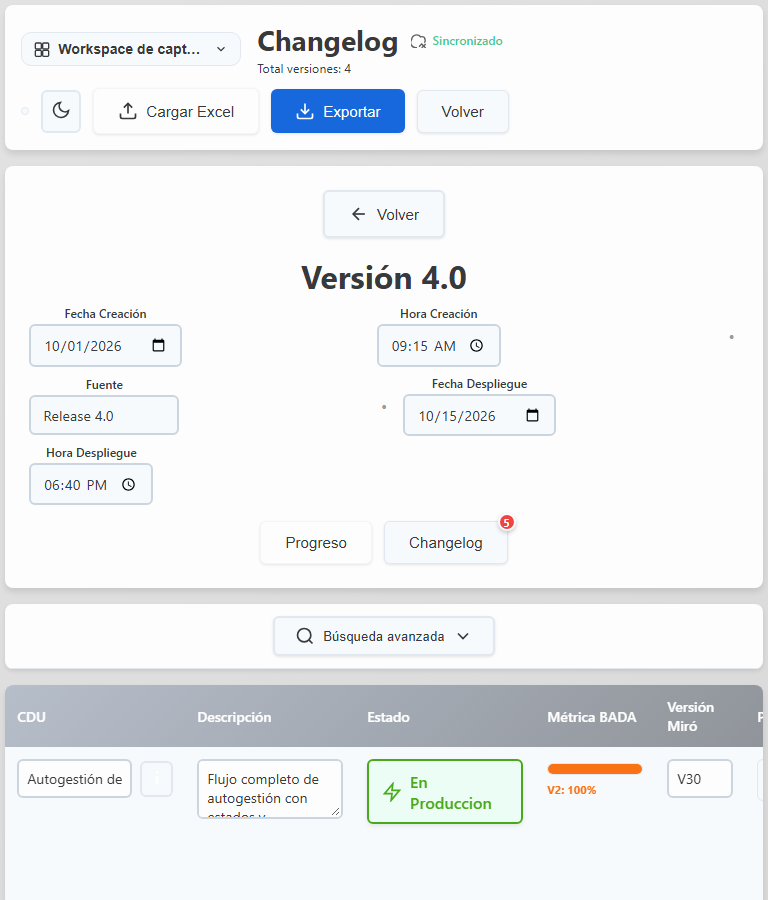 Workspace de capt...
Changelog
Sincronizado
Total versiones: 4
Cargar Excel
Exportar
Volver
Volver
Versión 4.0
Fecha Creación
10/01/2026
Hora Creación
09:15 AM
Fuente
Release 4.0
Fecha Despliegue
10/15/2026
Hora Despliegue
06:40 PM
Progreso
Changelog
5
Búsqueda avanzada
CDU
Descripción
Estado
Métrica BADA
Versión
Miró
Autogestión de
Flujo completo de
autogestión con
estados y
En
Produccion
V2: 100%
V30